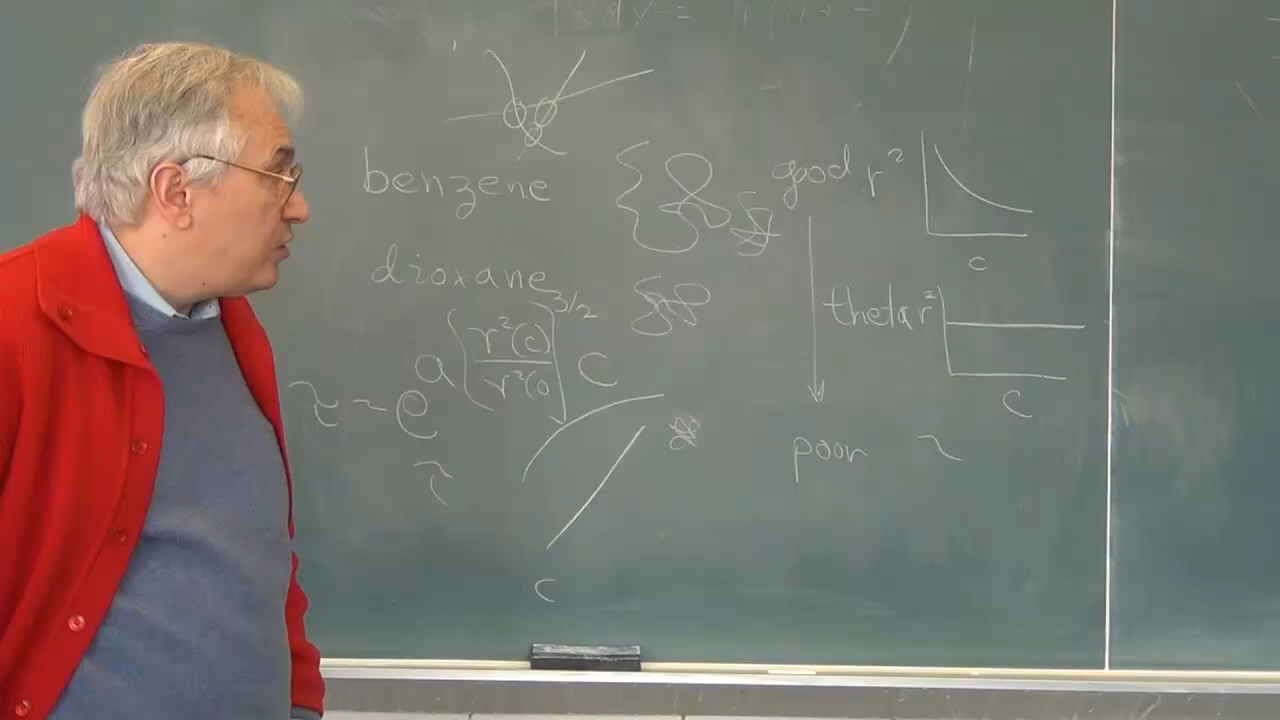 benzene
good r²
c
dioxane
theta r²
c
τ ~ e^{a [r²(c)/r²(0)]^{3/2} c}
poor ~
τ
c